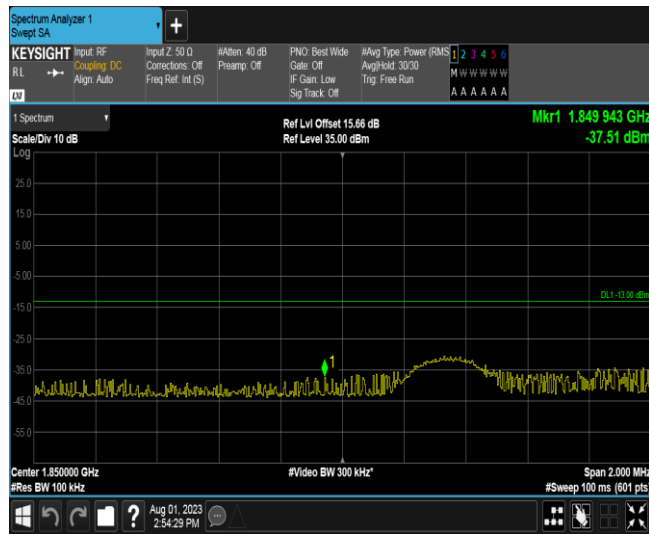 Spectrum Analyzer 1
Swept SA
KEYSIGHT Input: RF Input Z: 50 Ω #Atten: 40 dB PNO: Best Wide #Avg Type: Power (RMS 1 2 3 4 5 6
RL Coupling: DC Corrections: Off Preamp: Off Gate: Off Avg|Hold: 30/30 M W W W W W
Align: Auto Freq Ref: Int (S) IF Gain: Low Trig: Free Run
LXI Sig Track: Off A A A A A A
1 Spectrum Ref Lvl Offset 15.66 dB Mkr1 1.849 943 GHz
Scale/Div 10 dB Ref Level 35.00 dBm -37.51 dBm
Log
25.0
15.0
5.00
-5.00
DL1 -13.00 dBm
-15.0
-25.0
1
-35.0
-45.0
-55.0
Center 1.850000 GHz #Video BW 300 kHz* Span 2.000 MHz
#Res BW 100 kHz #Sweep 100 ms (601 pts
? Aug 01, 2023
2:54:29 PM